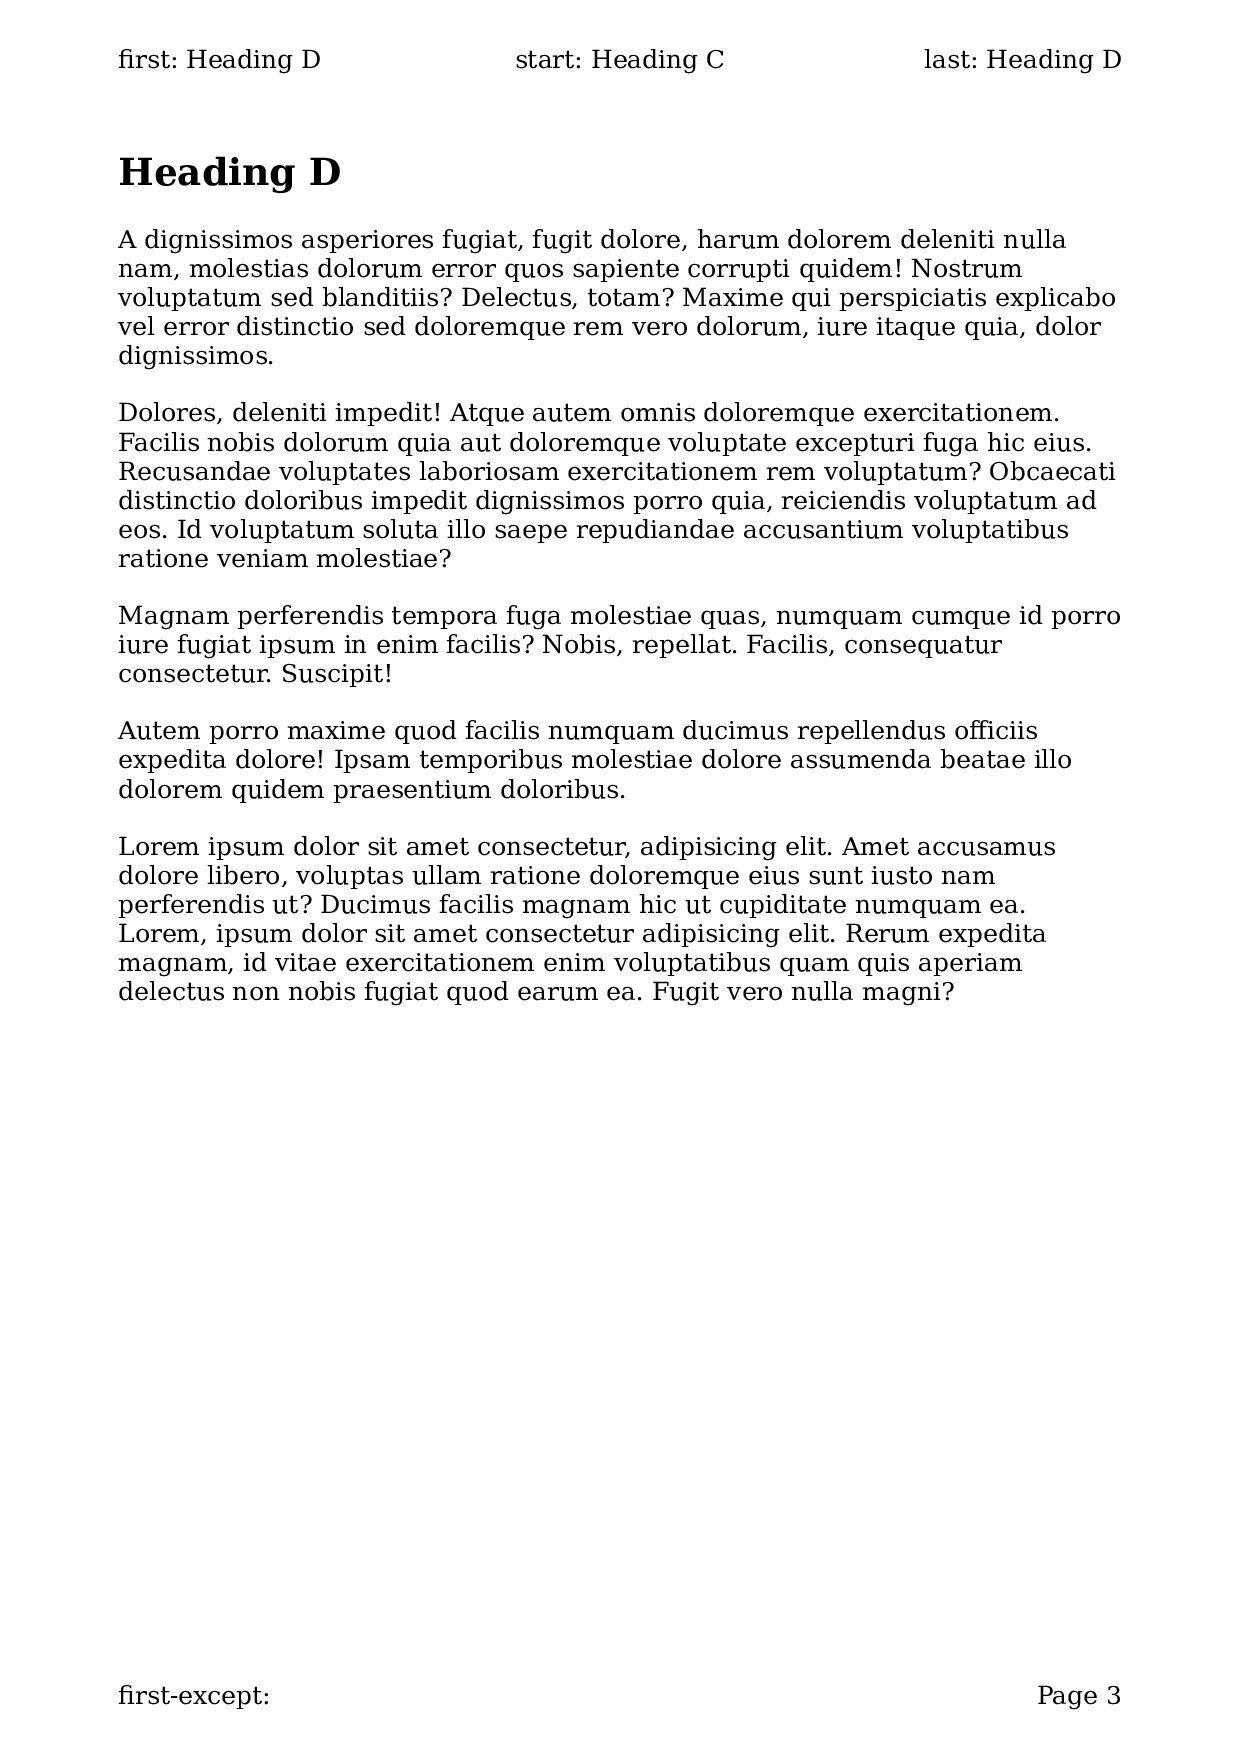 first: Heading D start: Heading C last: Heading D
Heading D
A dignissimos asperiores fugiat, fugit dolore, harum dolorem deleniti nulla
nam, molestias dolorum error quos sapiente corrupti quidem! Nostrum
voluptatum sed blanditiis? Delectus, totam? Maxime qui perspiciatis explicabo
vel error distinctio sed doloremque rem vero dolorum, iure itaque quia, dolor
dignissimos.
Dolores, deleniti impedit! Atque autem omnis doloremque exercitationem.
Facilis nobis dolorum quia aut doloremque voluptate excepturi fuga hic eius.
Recusandae voluptates laboriosam exercitationem rem voluptatum? Obcaecati
distinctio doloribus impedit dignissimos porro quia, reiciendis voluptatum ad
eos. Id voluptatum soluta illo saepe repudiandae accusantium voluptatibus
ratione veniam molestiae?
Magnam perferendis tempora fuga molestiae quas, numquam cumque id porro
iure fugiat ipsum in enim facilis? Nobis, repellat. Facilis, consequatur
consectetur. Suscipit!
Autem porro maxime quod facilis numquam ducimus repellendus officiis
expedita dolore! Ipsam temporibus molestiae dolore assumenda beatae illo
dolorem quidem praesentium doloribus.
Lorem ipsum dolor sit amet consectetur, adipisicing elit. Amet accusamus
dolore libero, voluptas ullam ratione doloremque eius sunt iusto nam
perferendis ut? Ducimus facilis magnam hic ut cupiditate numquam ea.
Lorem, ipsum dolor sit amet consectetur adipisicing elit. Rerum expedita
magnam, id vitae exercitationem enim voluptatibus quam quis aperiam
delectus non nobis fugiat quod earum ea. Fugit vero nulla magni?
first-except: Page 3